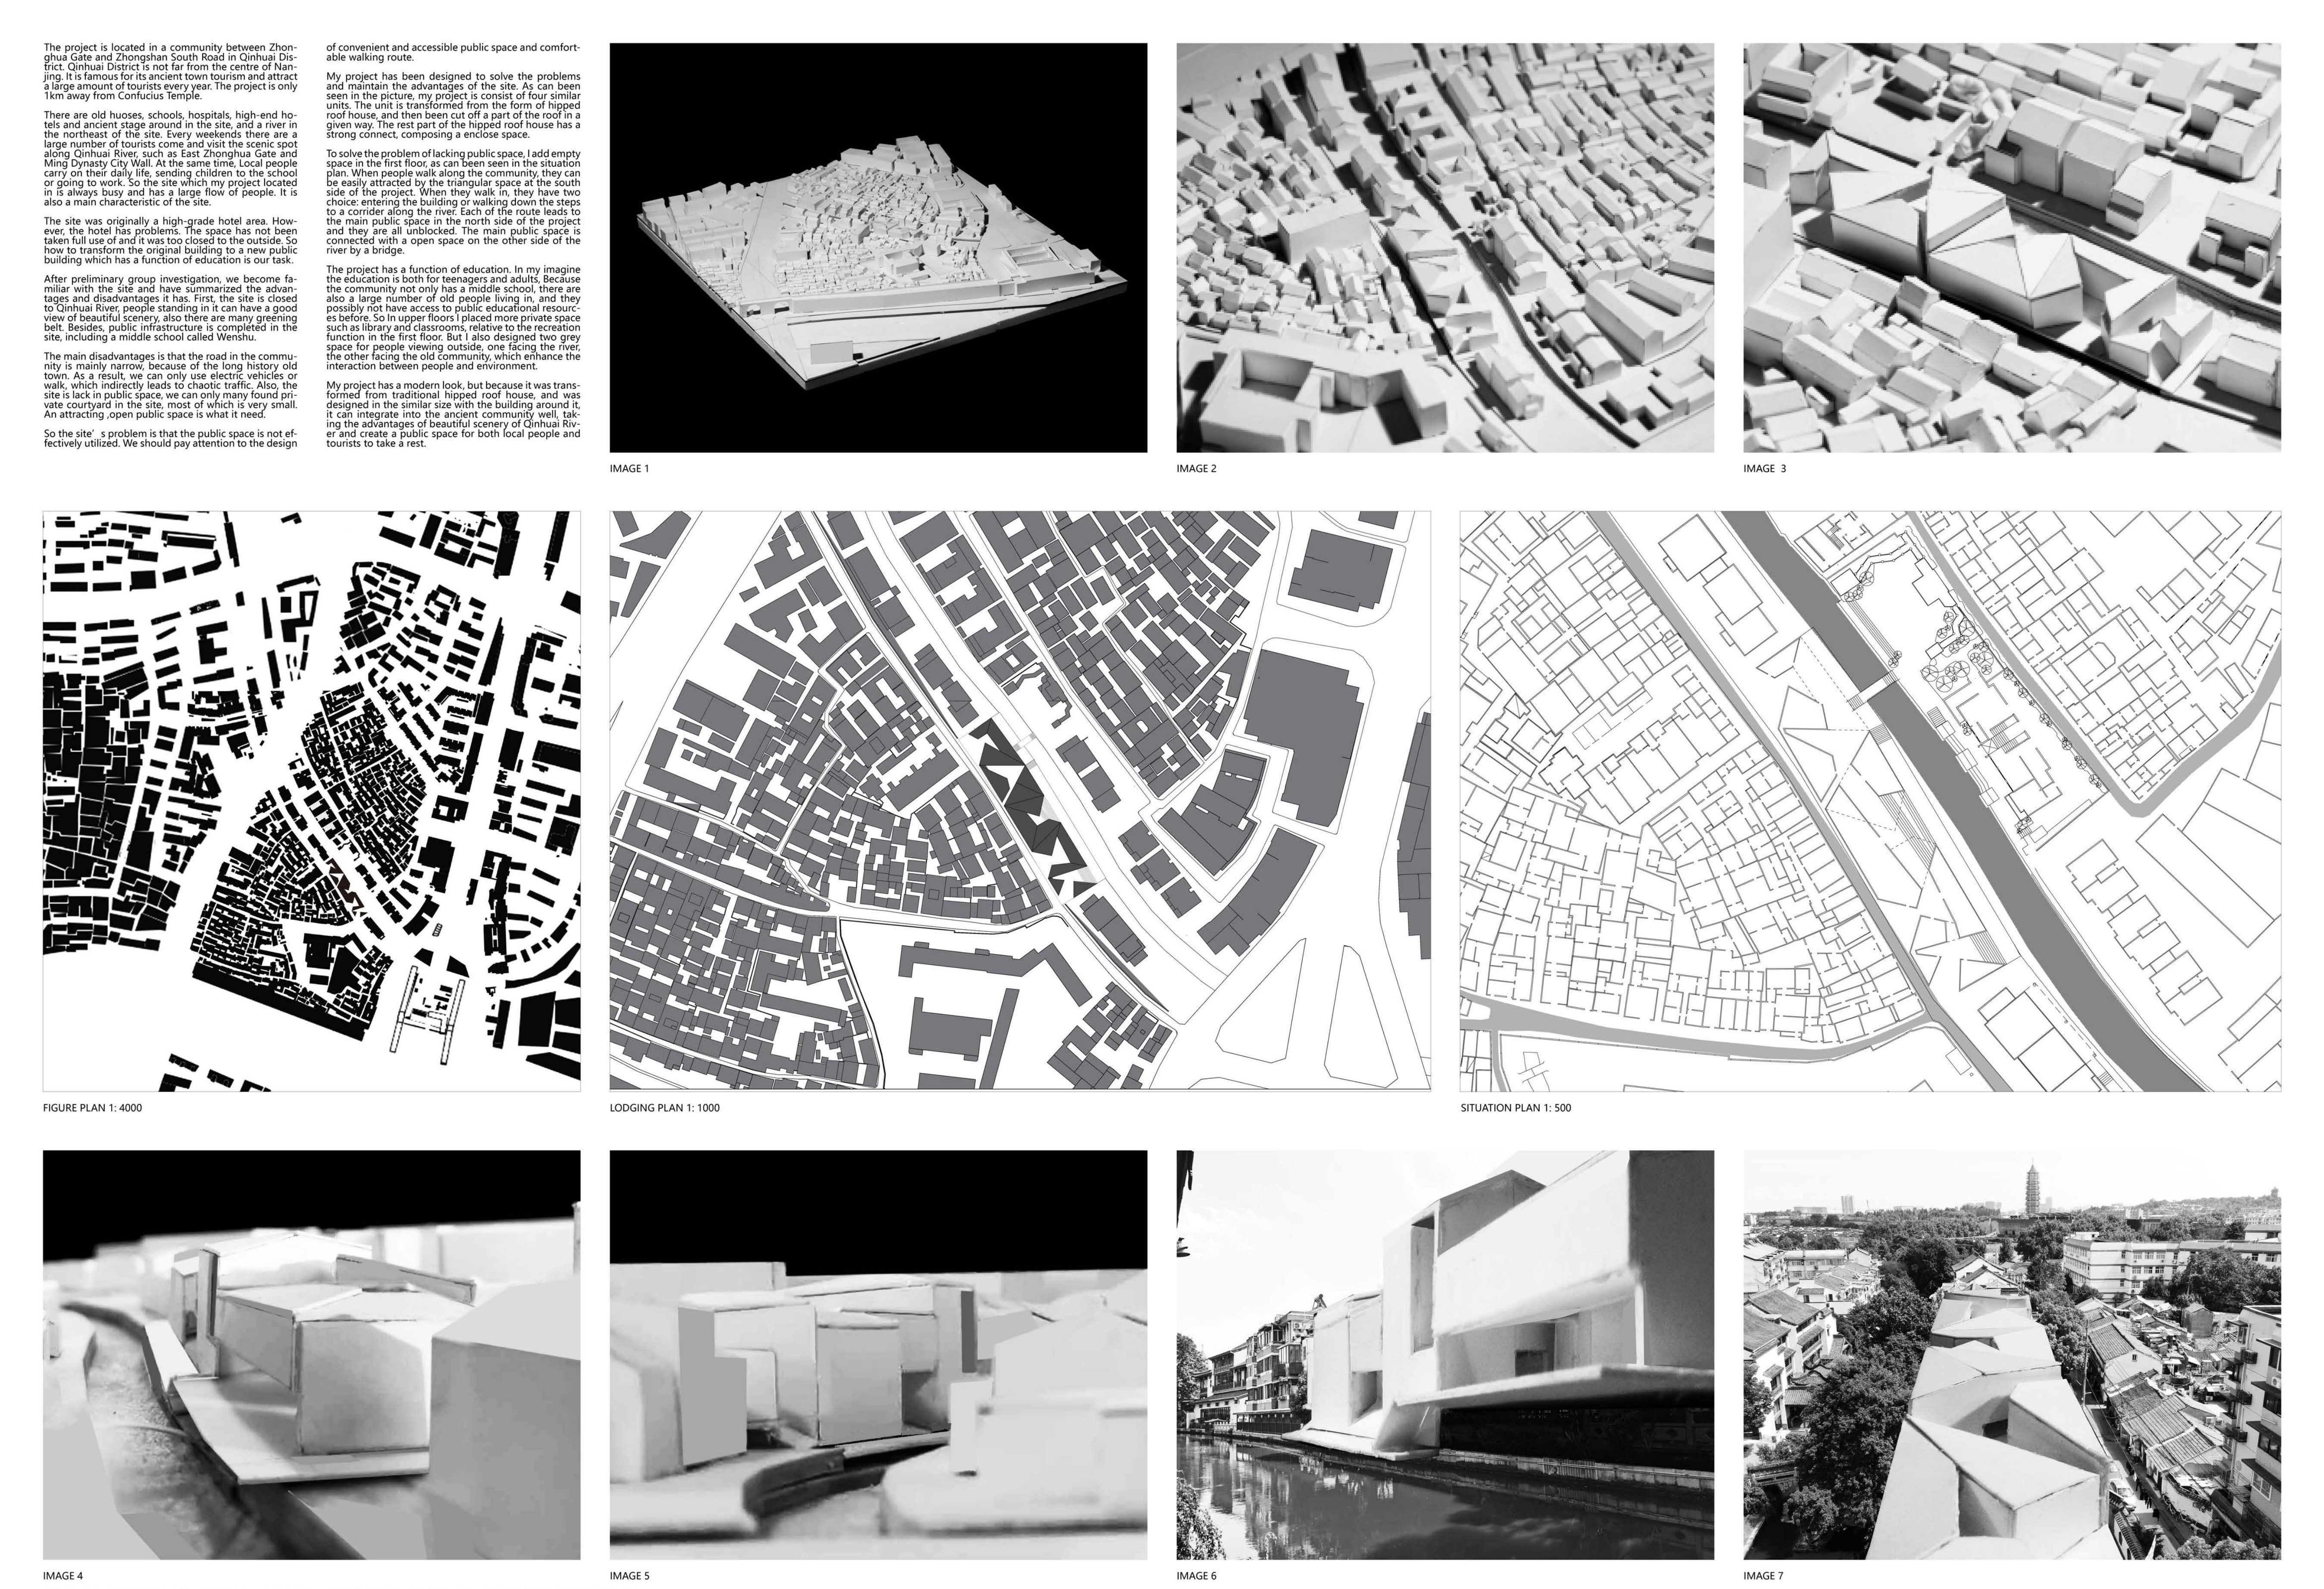 The project is located in a community between Zhon-
ghua Gate and Zhongshan South Road in Qinhuai Dis-
trict. Qinhuai District is not far from the centre of Nan-
jing. It is famous for its ancient town tourism and attract
a large amount of tourists every year. The project is only
1km away from Confucius Temple.
There are old huoses, schools, hospitals, high-end ho-
tels and ancient stage around in the site, and a river in
the northeast of the site. Every weekends there are a
large number of tourists come and visit the scenic spot
along Qinhuai River, such as East Zhonghua Gate and
Ming Dynasty City Wall. At the same time, Local people
carry on their daily life, sending children to the school
or going to work. So the site which my project located
in is always busy and has a large flow of people. It is
also a main characteristic of the site.
The site was originally a high-grade hotel area. How-
ever, the hotel has problems. The space has not been
taken full use of and it was too closed to the outside. So
how to transform the original building to a new public
building which has a function of education is our task.
After preliminary group investigation, we become fa-
miliar with the site and have summarized the advan-
tages and disadvantages it has. First, the site is closed
to Qinhuai River, people standing in it can have a good
view of beautiful scenery, also there are many greening
belt. Besides, public infrastructure is completed in the
site, including a middle school called Wenshu.
The main disadvantages is that the road in the commu-
nity is mainly narrow, because of the long history old
town. As a result, we can only use electric vehicles or
walk, which indirectly leads to chaotic traffic. Also, the
site is lack in public space, we can only many found pri-
vate courtyard in the site, most of which is very small.
An attracting ,open public space is what it need.
So the site's problem is that the public space is not ef-
fectively utilized. We should pay attention to the design
of convenient and accessible public space and comfort-
able walking route.
My project has been designed to solve the problems
and maintain the advantages of the site. As can been
seen in the picture, my project is consist of four similar
units. The unit is transformed from the form of hipped
roof house, and then been cut off a part of the roof in a
given way. The rest part of the hipped roof house has a
strong connect, composing a enclose space.
To solve the problem of lacking public space, I add empty
space in the first floor, as can been seen in the situation
plan. When people walk along the community, they can
be easily attracted by the triangular space at the south
side of the project. When they walk in, they have two
choice: entering the building or walking down the steps
to a corrider along the river. Each of the route leads to
the main public space in the north side of the project
and they are all unblocked. The main public space is
connected with a open space on the other side of the
river by a bridge.
The project has a function of education. In my imagine
the education is both for teenagers and adults, Because
the community not only has a middle school, there are
also a large number of old people living in, and they
possibly not have access to public educational resourc-
es before. So In upper floors I placed more private space
such as library and classrooms, relative to the recreation
function in the first floor. But I also designed two grey
space for people viewing outside, one facing the river,
the other facing the old community, which enhance the
interaction between people and environment.
My project has a modern look, but because it was trans-
formed from traditional hipped roof house, and was
designed in the similar size with the building around it,
it can integrate into the ancient community well, tak-
ing the advantages of beautiful scenery of Qinhuai Riv-
er and create a public space for both local people and
tourists to take a rest.
IMAGE 1
IMAGE 2
IMAGE 3
FIGURE PLAN 1: 4000
LODGING PLAN 1: 1000
SITUATION PLAN 1: 500
IMAGE 4
IMAGE 5
IMAGE 6
IMAGE 7